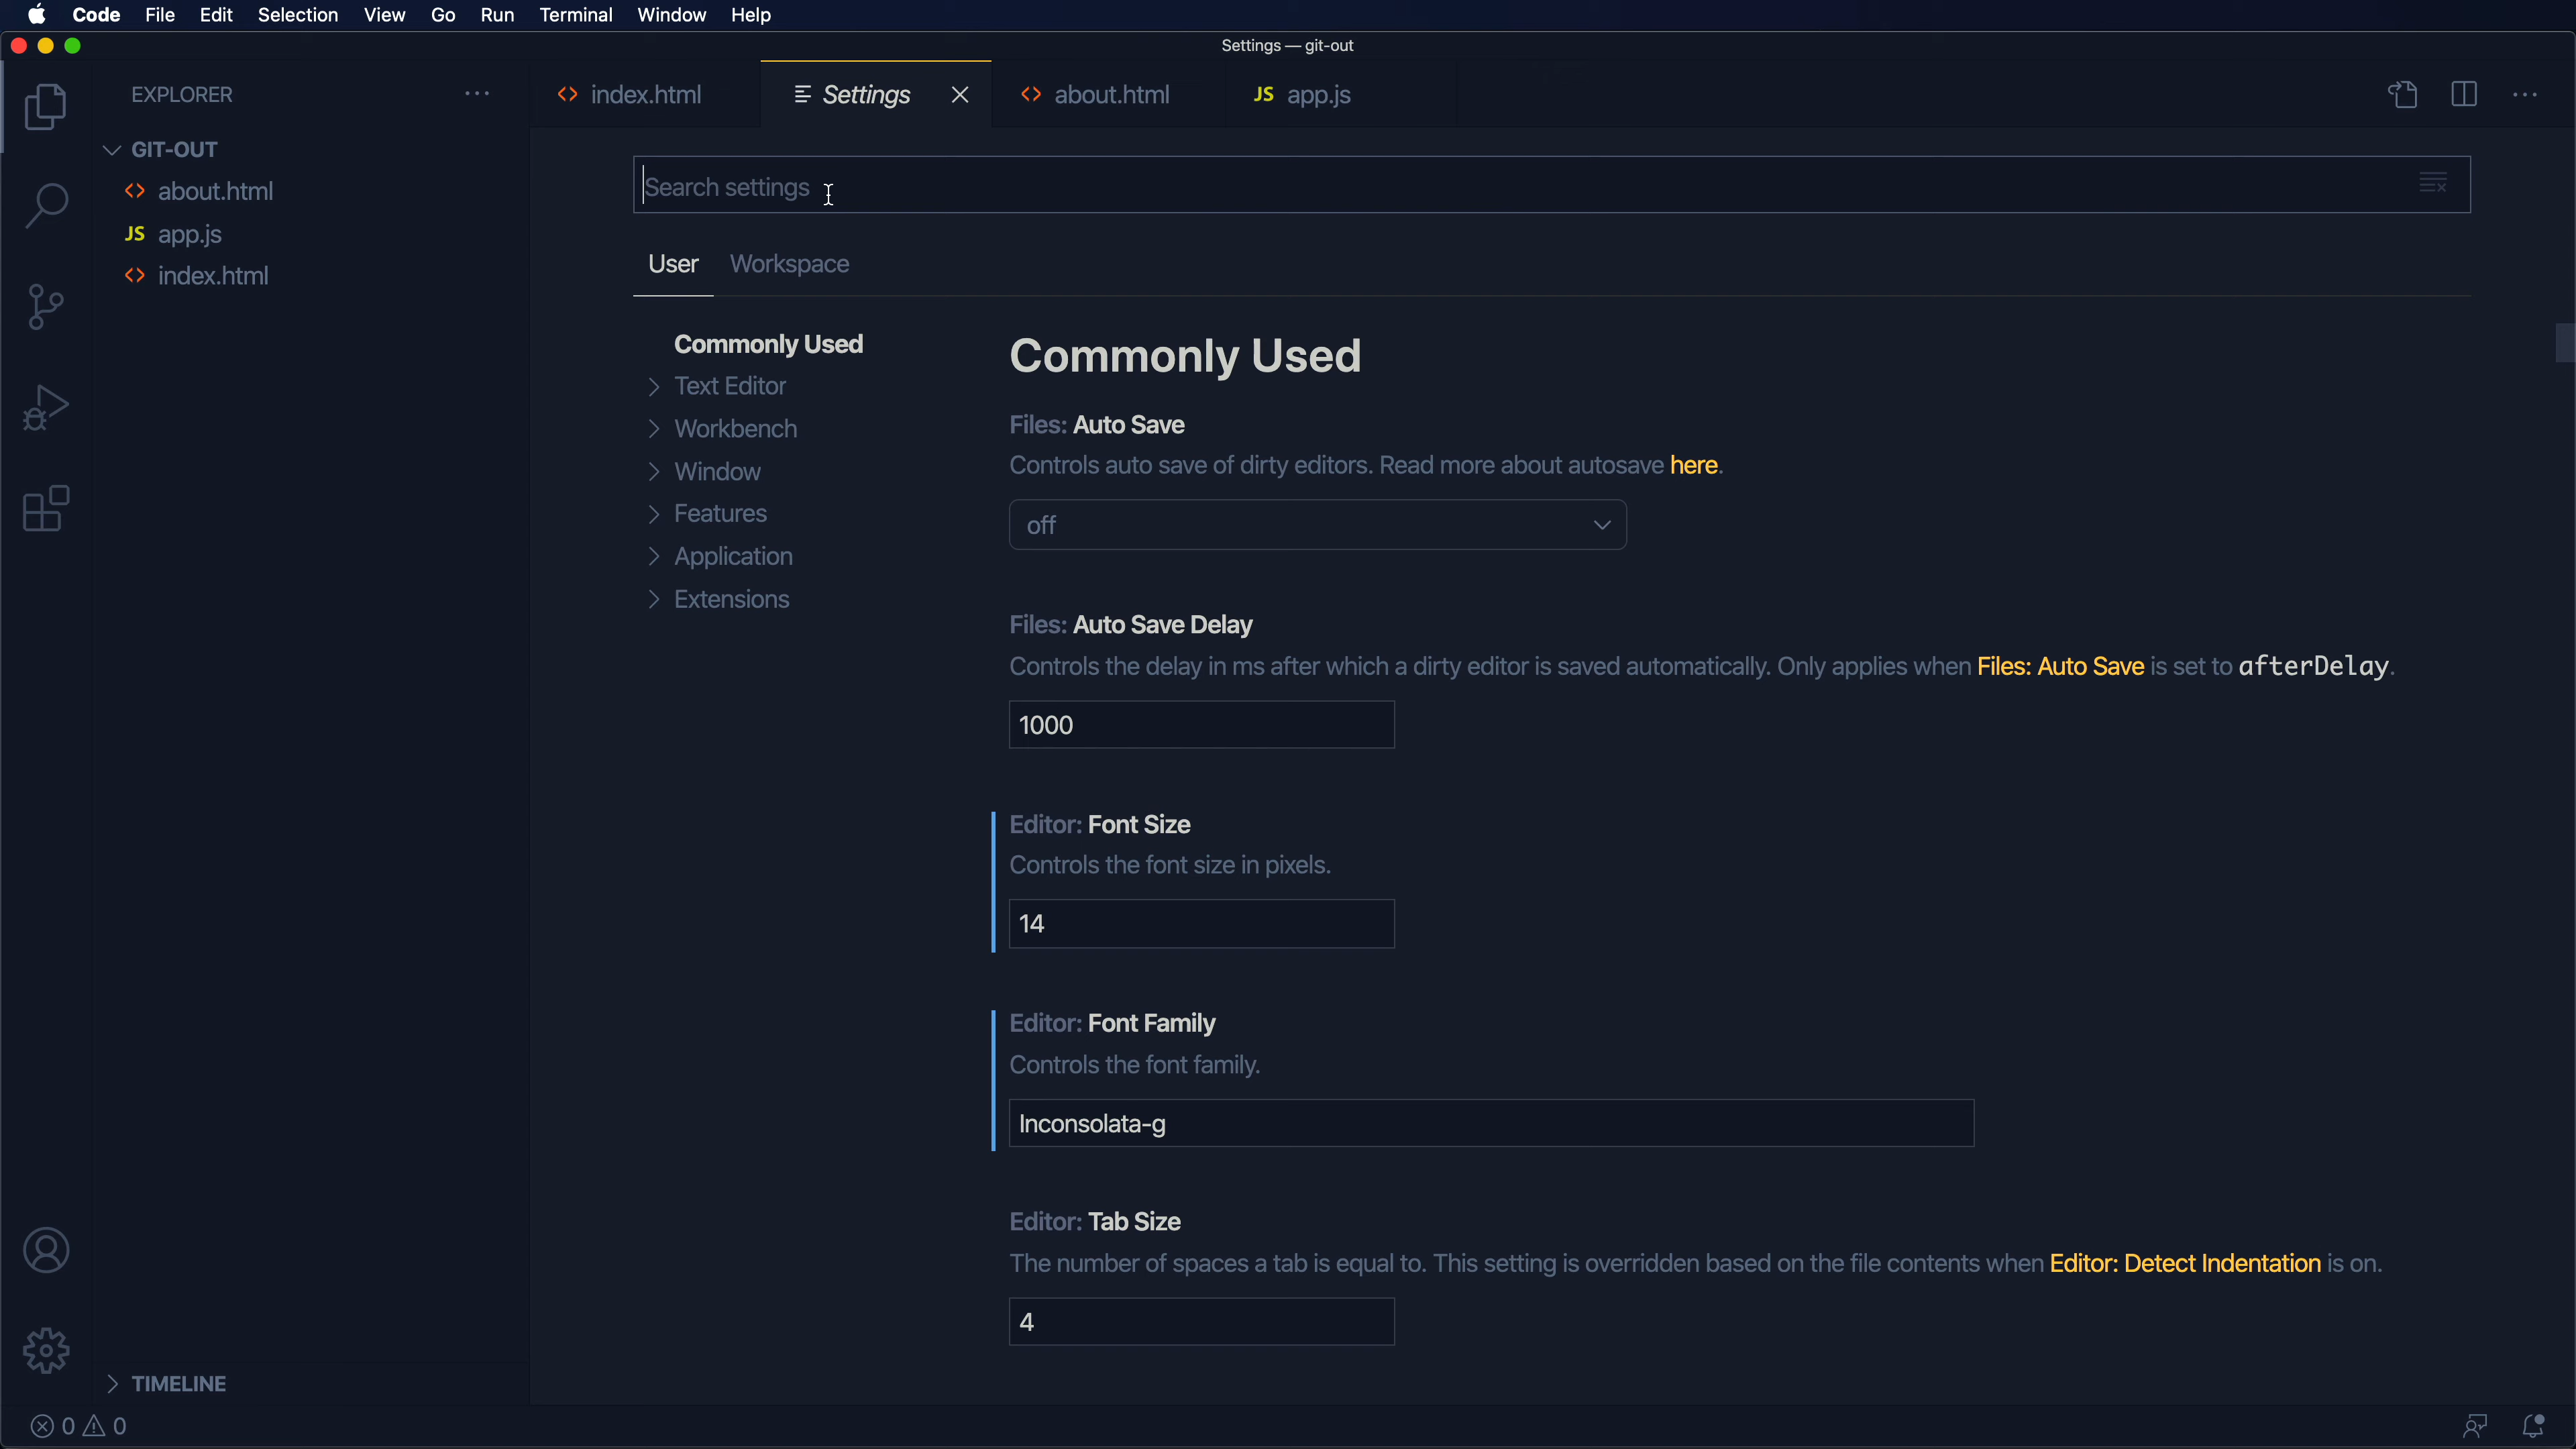 Code File Edit Selection View Go Run Terminal Window Help
Settings — git-out
EXPLORER
GIT-OUT
<> about.html
JS app.js
<> index.html
<> index.html
Settings
<> about.html
JS app.js
Search settings
User Workspace
Commonly Used
Text Editor
Workbench
Window
Features
Application
Extensions
Commonly Used
Files: Auto Save
Controls auto save of dirty editors. Read more about autosave here.
off
Files: Auto Save Delay
Controls the delay in ms after which a dirty editor is saved automatically. Only applies when Files: Auto Save is set to afterDelay.
1000
Editor: Font Size
Controls the font size in pixels.
14
Editor: Font Family
Controls the font family.
Inconsolata-g
Editor: Tab Size
The number of spaces a tab is equal to. This setting is overridden based on the file contents when Editor: Detect Indentation is on.
4
TIMELINE
0 0